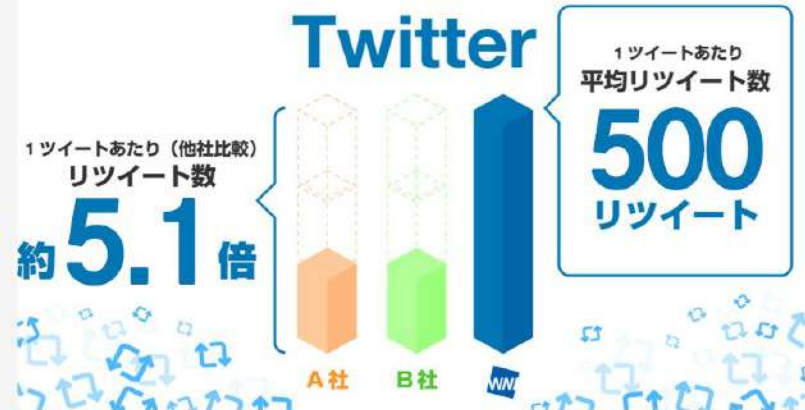 Twitter
1ツイートあたり（他社比較）
リツイート数
約5.1倍
1ツイートあたり
平均リツイート数
500
リツイート
A社
B社
WNI